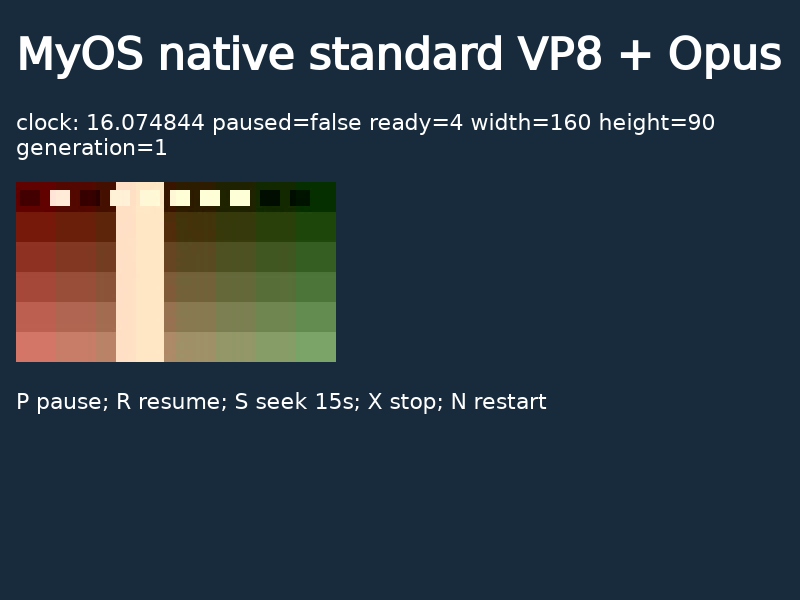 MyOS native standard VP8 + Opus
clock: 16.074844 paused=false ready=4 width=160 height=90
generation=1
P pause; R resume; S seek 15s; X stop; N restart